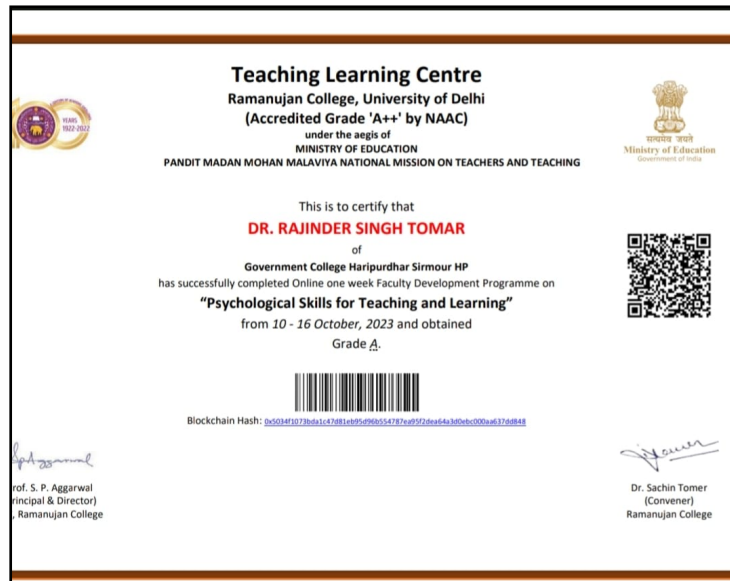 Teaching Learning Centre
Ramanujan College, University of Delhi
(Accredited Grade 'A++' by NAAC)
under the aegis of
MINISTRY OF EDUCATION
PANDIT MADAN MOHAN MALAVIYA NATIONAL MISSION ON TEACHERS AND TEACHING
YEARS
1922-2022
सत्यमेव जयते
Ministry of Education
Government of India
This is to certify that
DR. RAJINDER SINGH TOMAR
of
Government College Haripurdhar Sirmour HP
has successfully completed Online one week Faculty Development Programme on
“Psychological Skills for Teaching and Learning”
from 10 - 16 October, 2023 and obtained
Grade A.
Blockchain Hash: 0x5034f1073bda1c47d81eb95d96b554787ea95f2dea64a3d0ebc000aa637dd848
SpAggarwal
rof. S. P. Aggarwal
rincipal & Director)
, Ramanujan College
Dr. Sachin Tomer
(Convener)
Ramanujan College